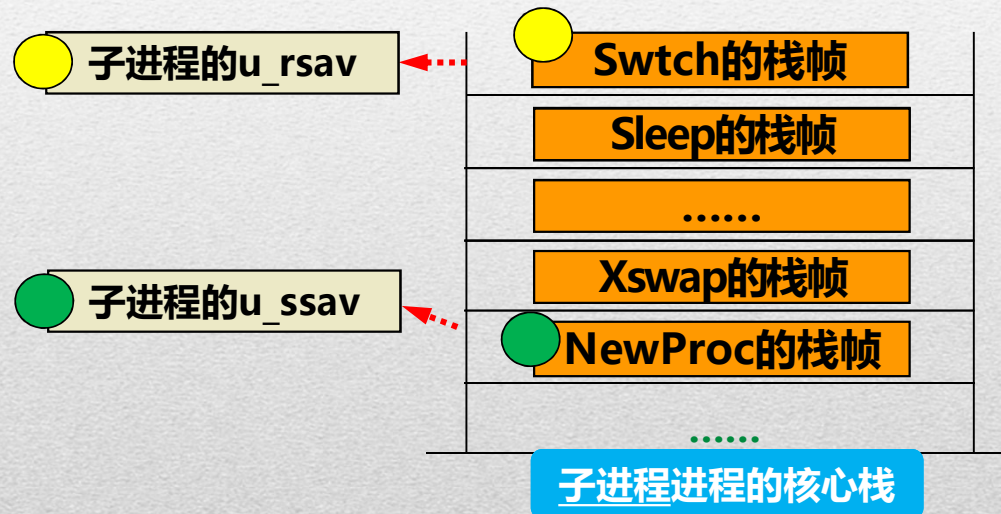 子进程的u_rsav
Swtch的栈帧
Sleep的栈帧
……
Xswap的栈帧
子进程的u_ssav
NewProc的栈帧
……
子进程进程的核心栈